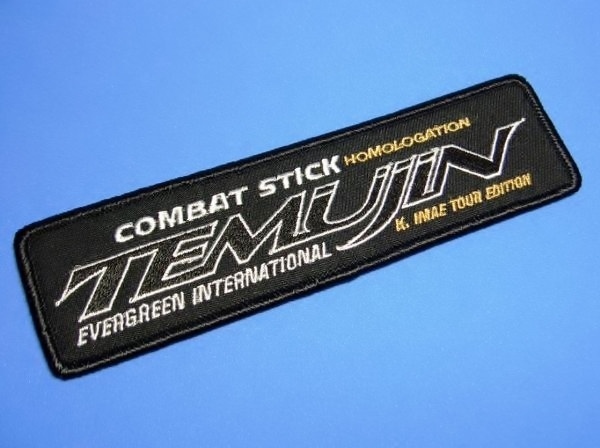 COMBAT STICK HOMOLOGATION
TEMUJIN
K. IMAE TOUR EDITION
EVERGREEN INTERNATIONAL